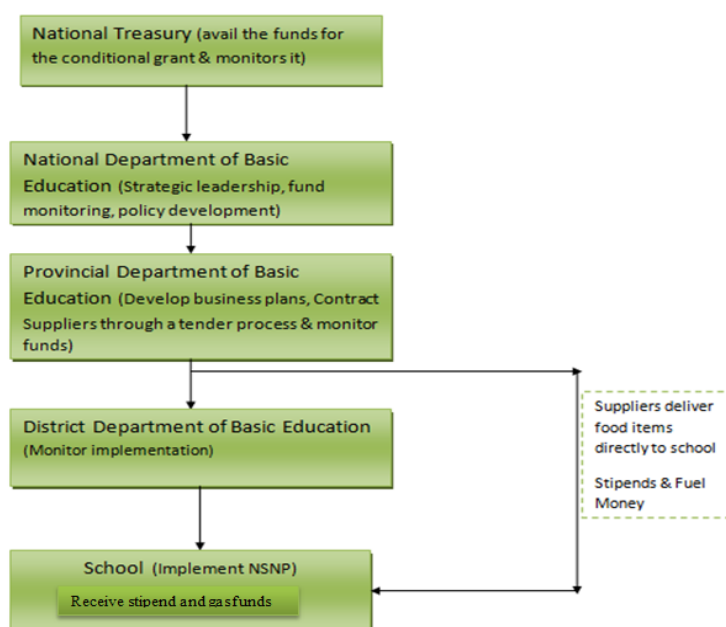 National Treasury (avail the funds for
the conditional grant & monitors it)
National Department of Basic
Education (Strategic leadership, fund
monitoring, policy development)
Provincial Department of Basic
Education (Develop business plans, Contract
Suppliers through a tender process & monitor
funds)
Suppliers deliver
food items
directly to school
Stipends & Fuel
Money
District Department of Basic Education
(Monitor implementation)
School (Implement NSNP)
Receive stipend and gas funds